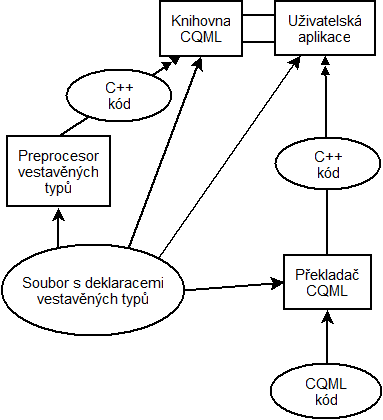 Knihovna
CQML
Uživatelská
aplikace
C++
kód
Preprocesor
vestavěných
typů
C++
kód
Soubor s deklaracemi
vestavěných typů
Překladač
CQML
CQML
kód